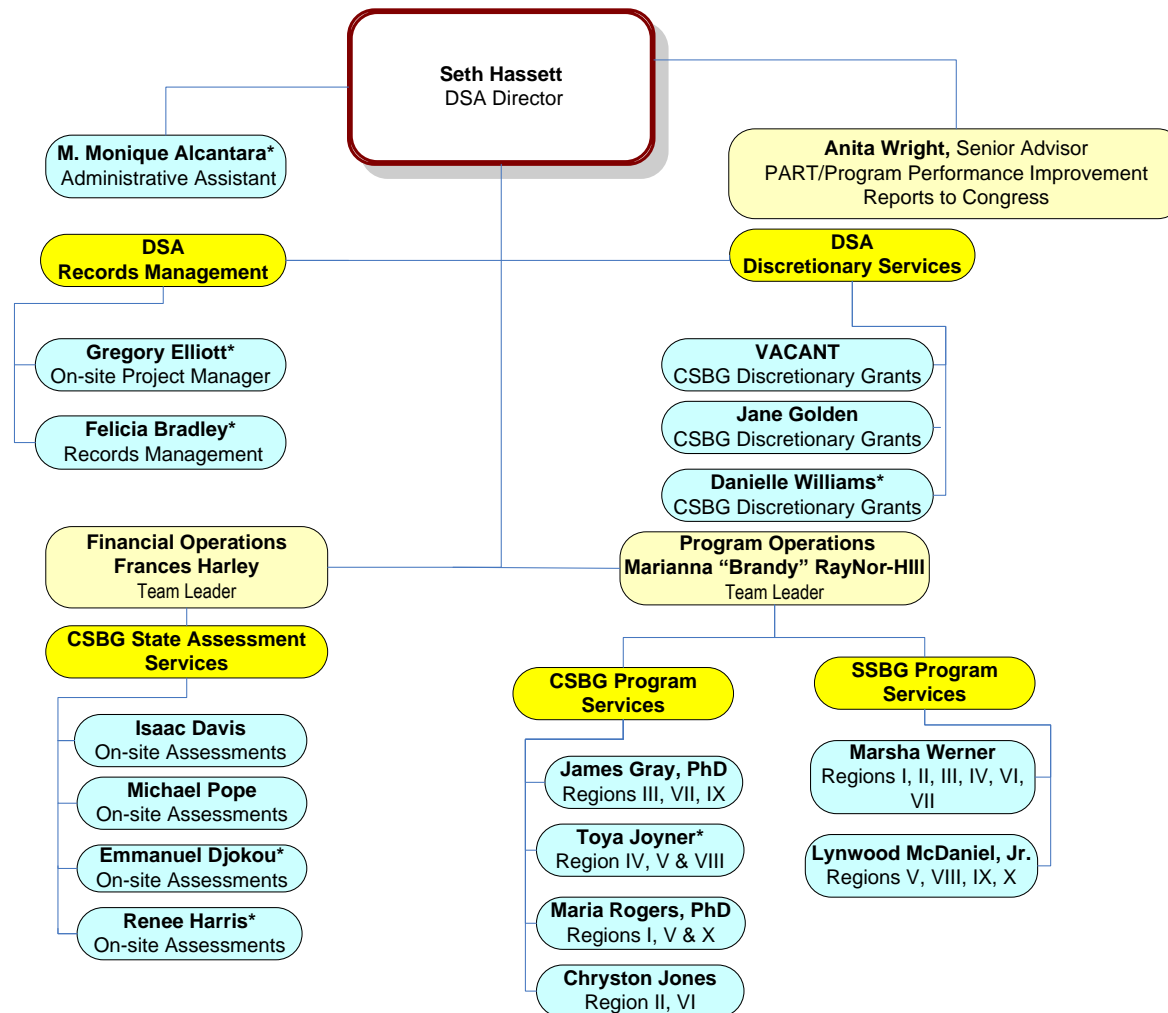 Seth Hassett
DSA Director
M. Monique Alcantara*
Administrative Assistant
Anita Wright, Senior Advisor
PART/Program Performance Improvement
Reports to Congress
DSA
Records Management
DSA
Discretionary Services
Gregory Elliott*
On-site Project Manager
Felicia Bradley*
Records Management
VACANT
CSBG Discretionary Grants
Jane Golden
CSBG Discretionary Grants
Danielle Williams*
CSBG Discretionary Grants
Financial Operations
Frances Harley
Team Leader
Program Operations
Marianna “Brandy” RayNor-HIll
Team Leader
CSBG State Assessment
Services
Isaac Davis
On-site Assessments
Michael Pope
On-site Assessments
Emmanuel Djokou*
On-site Assessments
Renee Harris*
On-site Assessments
CSBG Program
Services
James Gray, PhD
Regions III, VII, IX
Toya Joyner*
Region IV, V & VIII
Maria Rogers, PhD
Regions I, V & X
Chryston Jones
Region II, VI
SSBG Program
Services
Marsha Werner
Regions I, II, III, IV, VI,
VII
Lynwood McDaniel, Jr.
Regions V, VIII, IX, X